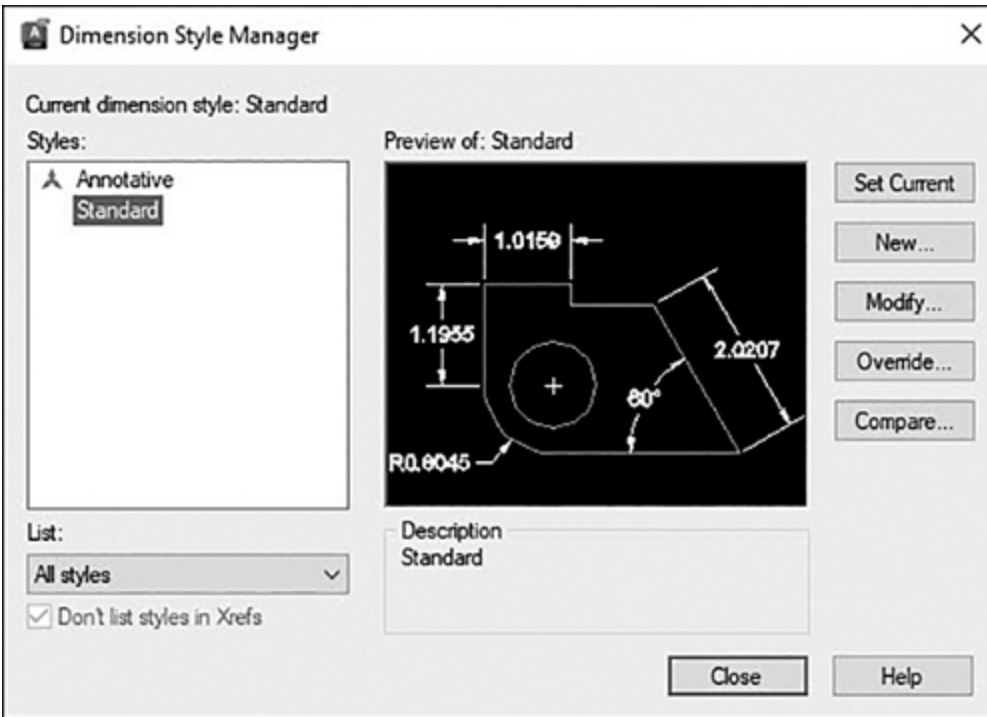 Dimension Style Manager
Current dimension style: Standard
Styles:
Annotative
Standard
List:
All styles
Don't list styles in Xrefs
Preview of: Standard
1.0159
1.1955
2.0207
60°
R0.8045
Description
Standard
Set Current
New...
Modify...
Override...
Compare...
Close
Help